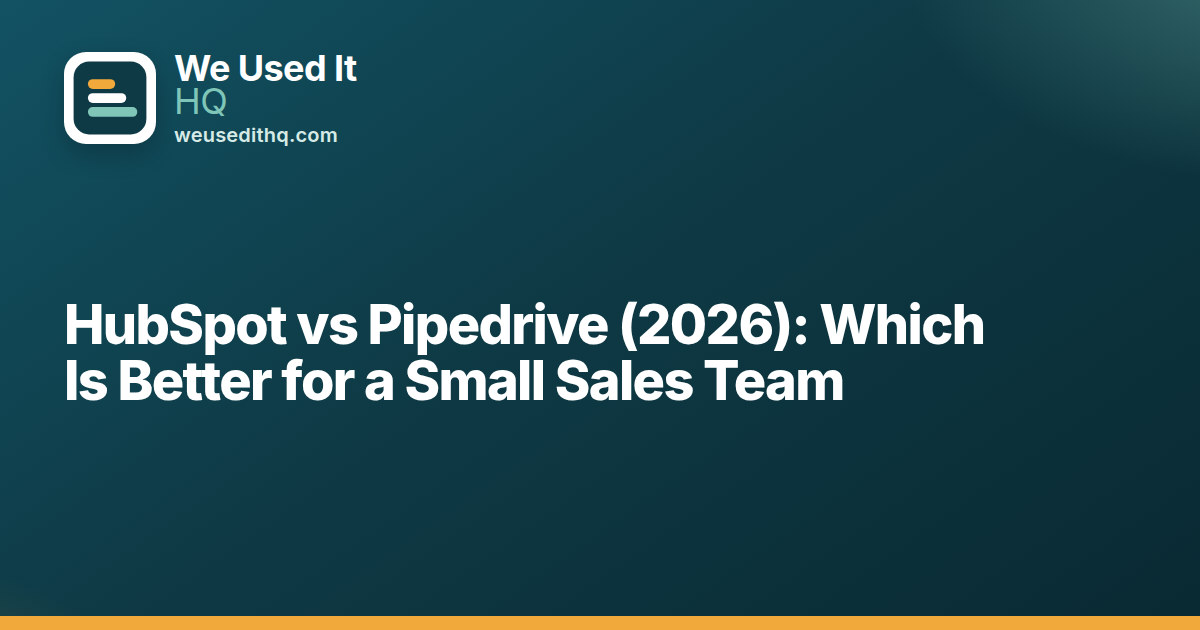 We Used It
HQ
weusedithq.com
HubSpot vs Pipedrive (2026): Which
Is Better for a Small Sales Team